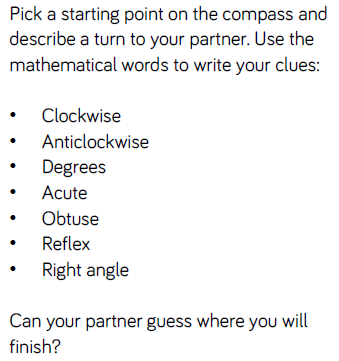 Pick a starting point on the compass and
describe a turn to your partner. Use the
mathematical words to write your clues:
• Clockwise
• Anticlockwise
• Degrees
• Acute
• Obtuse
• Reflex
• Right angle
Can your partner guess where you will
finish?